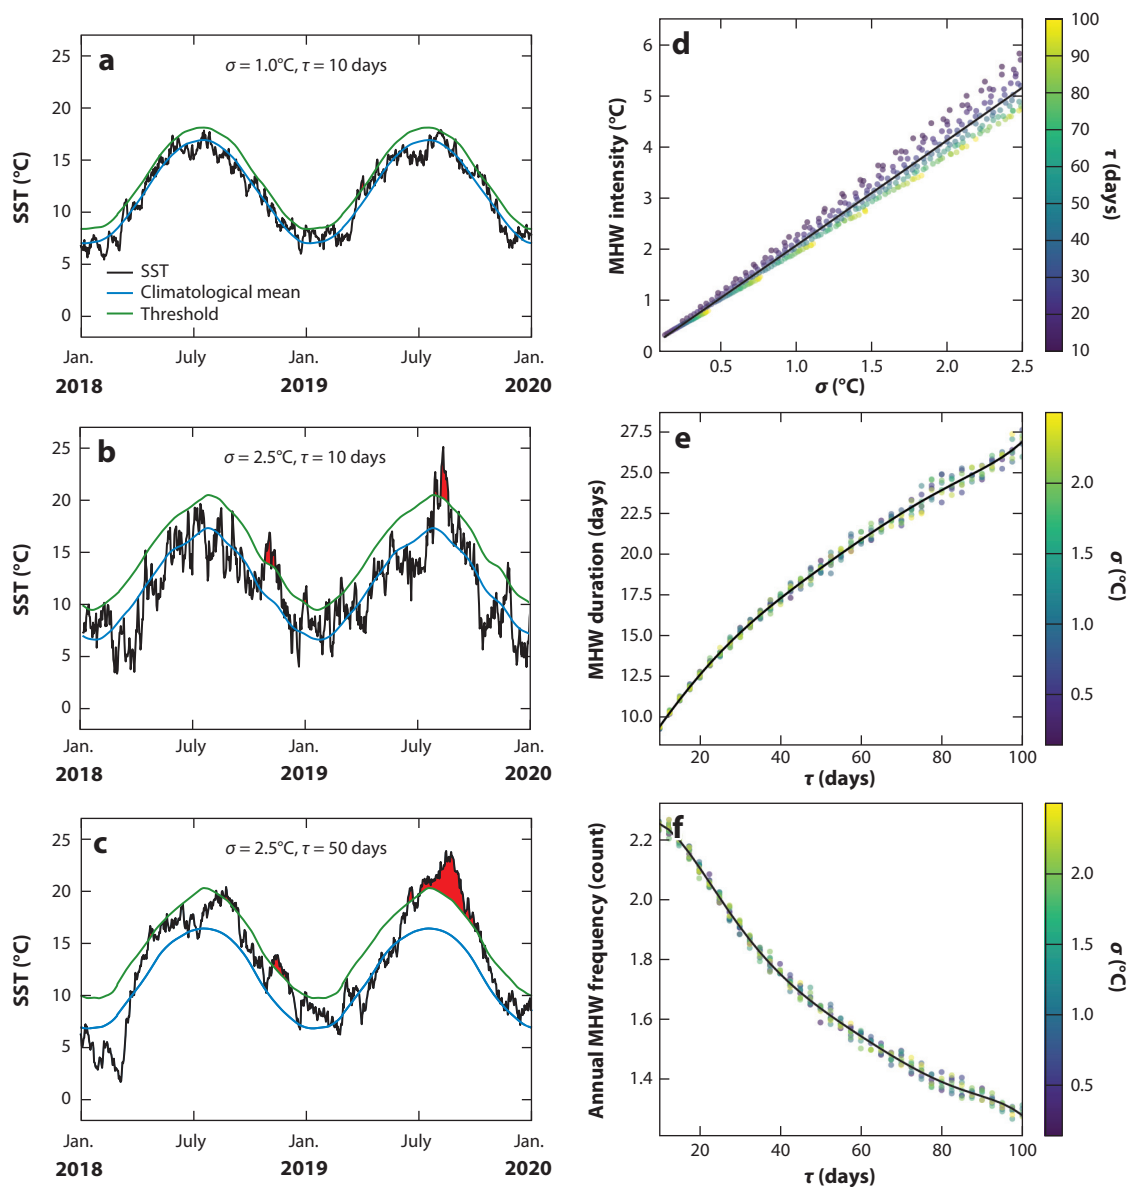 a
σ = 1.0°C, τ = 10 days
SST (°C)
25
20
15
10
5
0
SST
Climatological mean
Threshold
Jan.
July
Jan.
July
Jan.
2018
2019
2020
b
σ = 2.5°C, τ = 10 days
SST (°C)
25
20
15
10
5
0
Jan.
July
Jan.
July
Jan.
2018
2019
2020
c
σ = 2.5°C, τ = 50 days
SST (°C)
25
20
15
10
5
0
Jan.
July
Jan.
July
Jan.
2018
2019
2020
d
MHW intensity (°C)
6
5
4
3
2
1
0
0.5
1.0
1.5
2.0
2.5
σ (°C)
100
90
80
70
60
50
40
30
20
10
τ (days)
e
MHW duration (days)
27.5
25.0
22.5
20.0
17.5
15.0
12.5
10.0
20
40
60
80
100
τ (days)
2.0
1.5
1.0
0.5
σ (°C)
f
Annual MHW frequency (count)
2.2
2.0
1.8
1.6
1.4
20
40
60
80
100
τ (days)
2.0
1.5
1.0
0.5
σ (°C)